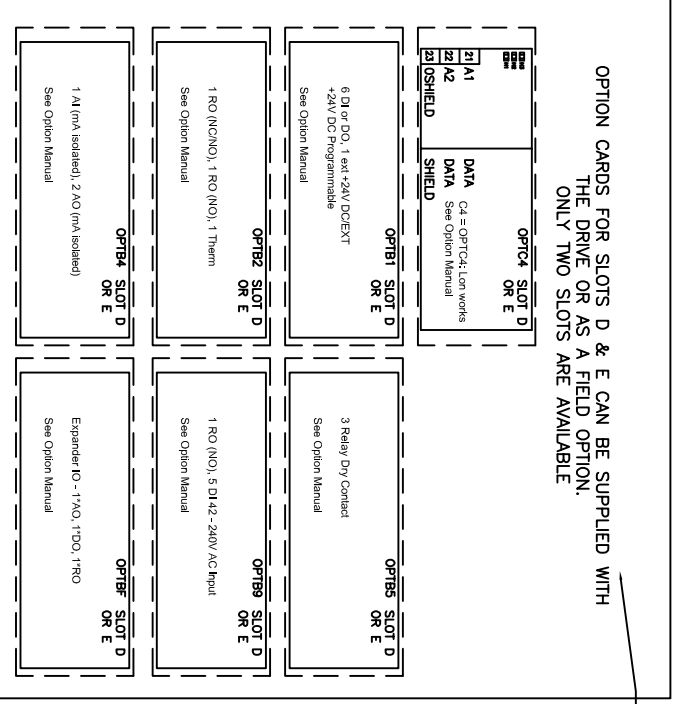 OPTION CARDS FOR SLOTS D & E CAN BE SUPPLIED WITH
THE DRIVE OR AS A FIELD OPTION.
ONLY TWO SLOTS ARE AVAILABLE
OPTC4 SLOT D
OR E
21 A1 DATA C4 = OPTC4: Lon works
22 A2 DATA See Option Manual
23 0SHIELD SHIELD
OPTB1 SLOT D
OR E
6 DI or DO, 1 ext +24V DC/EXT
+24V DC Programmable
See Option Manual
OPTB5 SLOT D
OR E
3 Relay Dry Contact
See Option Manual
OPTB2 SLOT D
OR E
1 RO (NC/NO), 1 RO (NO), 1 Therm
See Option Manual
OPTB9 SLOT D
OR E
1 RO (NO), 5 DI 42 - 240V AC Input
See Option Manual
OPTB4 SLOT D
OR E
1 AI (mA isolated), 2 AO (mA isolated)
See Option Manual
OPTBF SLOT D
OR E
Expander IO - 1*AO, 1*DO, 1*RO
See Option Manual